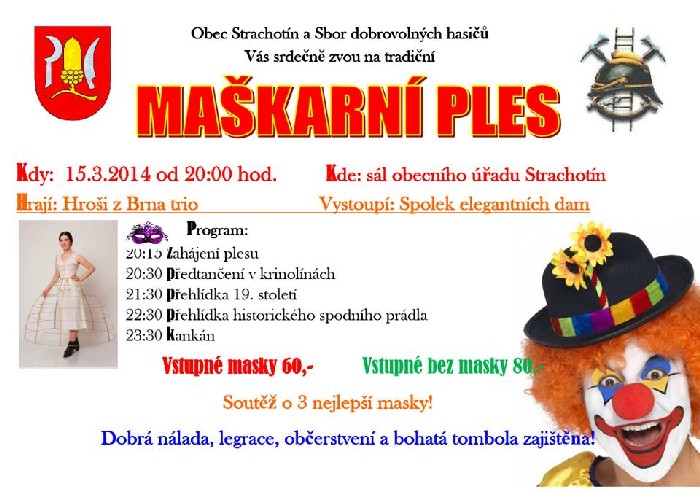 Obec Strachotín a Sbor dobrovolných hasičů
Vás srdečně zvou na tradiční
MAŠKARNÍ PLES
Kdy: 15.3.2014 od 20:00 hod. Kde: sál obecního úřadu Strachotín
Hrají: Hroši z Brna trio Vystoupí: Spolek elegantních dam
Program:
20:15 Zahájení plesu
20:30 Předtančení v krinolínách
21:30 Přehlídka 19. století
22:30 Přehlídka historického spodního prádla
23:30 Kankán
Vstupné masky 60,- Vstupné bez masky 80,-
Soutěž o 3 nejlepší masky!
Dobrá nálada, legrace, občerstvení a bohatá tombola zajištěna!